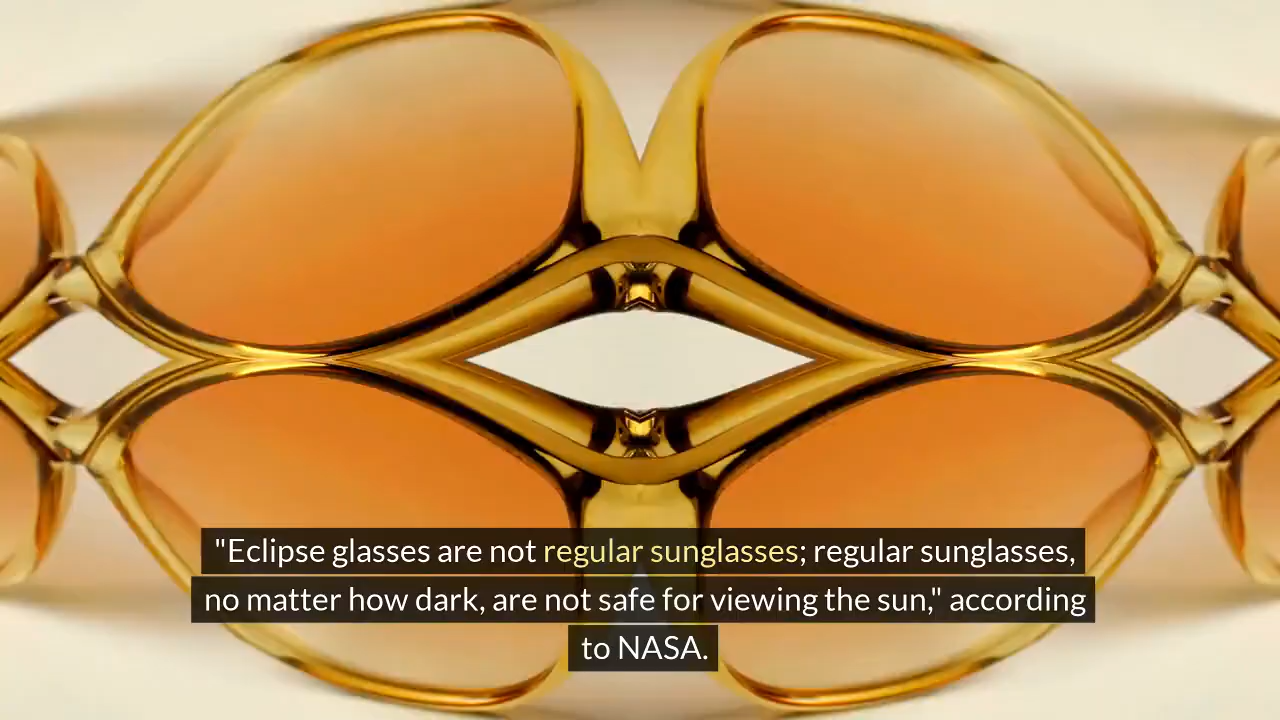 "Eclipse glasses are not regular sunglasses; regular sunglasses,
no matter how dark, are not safe for viewing the sun," according
to NASA.